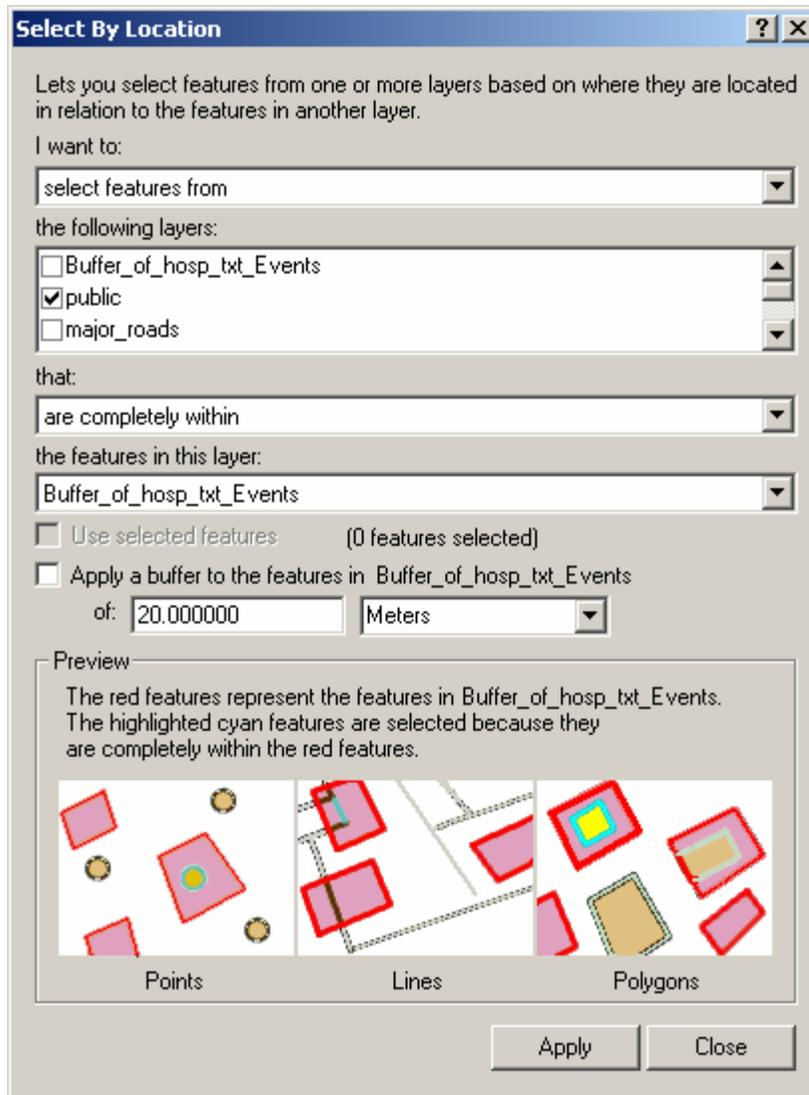 Select By Location
Lets you select features from one or more layers based on where they are located
in relation to the features in another layer.
I want to:
select features from
the following layers:
Buffer_of_hosp_txt_Events
public
major_roads
that:
are completely within
the features in this layer:
Buffer_of_hosp_txt_Events
Use selected features (0 features selected)
Apply a buffer to the features in Buffer_of_hosp_txt_Events
of: 20.000000 Meters
Preview
The red features represent the features in Buffer_of_hosp_txt_Events.
The highlighted cyan features are selected because they
are completely within the red features.
Points Lines Polygons
Apply Close